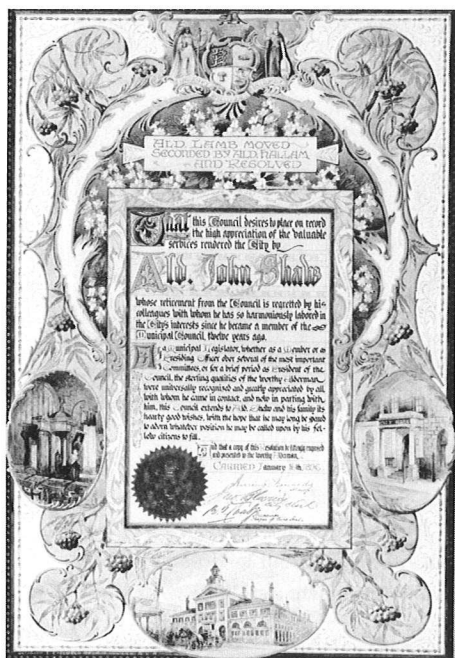 ALD. LAMB MOVED
SECONDED BY ALD. HALLAM
AND RESOLVED
That this Council desires to place on record
the high appreciation of the valuable
services rendered the City by
Ald. John Shaw
whose retirement from the Council is regretted by his
colleagues with whom he has so harmoniously labored in
the City's interests since he became a member of the
Municipal Council, twelve years ago.
As a Municipal Legislator, whether as a Member or as
Presiding Officer over several of the most important
Committees, or for a brief period as President of the
Council, the sterling qualities of the worthy Alderman,
were universally recognized and greatly appreciated by all
with whom he came in contact, and now in parting with
him, this Council extends to Ald. Shaw and his family its
hearty good wishes, with the hope that he may long be spared
to adorn whatever position he may be called upon by his fel-
low citizens to fill.
And that a copy of this Resolution be fittingly engrossed
and presented to the worthy Alderman.
January